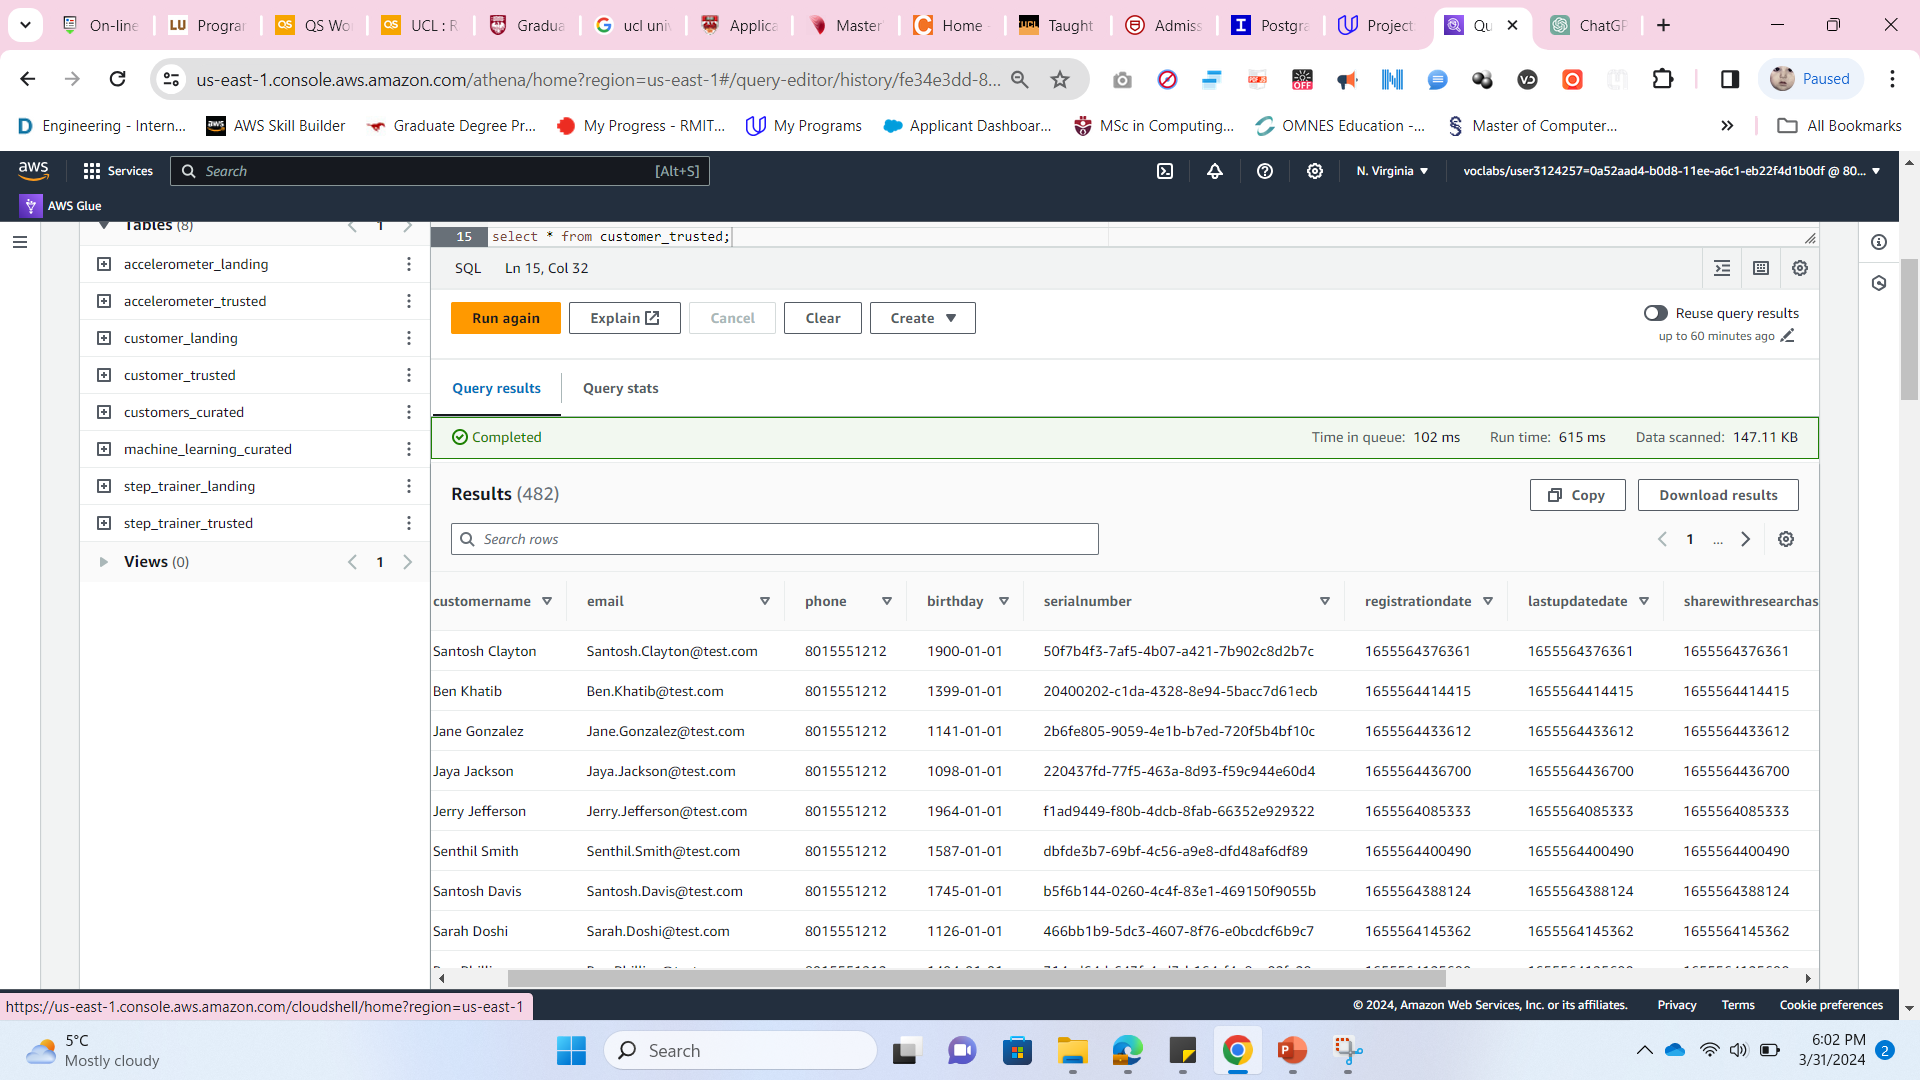 On-line
LU Prograr
QS QS Wo
QS UCL : R
Gradua
ucl univ
Applica
Master'
Home -
UCL Taught
Admiss
Postgra
Project:
Qu
ChatGP
us-east-1.console.aws.amazon.com/athena/home?region=us-east-1#/query-editor/history/fe34e3dd-8...
Paused
Engineering - Intern...
aws AWS Skill Builder
Graduate Degree Pr...
My Progress - RMIT...
My Programs
Applicant Dashboar...
MSc in Computing,...
OMNES Education -...
Master of Computer...
All Bookmarks
aws
Services
Search
[Alt+S]
N. Virginia
voclabs/user3124257=0a52aad4-b0d8-11ee-a6c1-eb22f4d1b0df @ 80...
AWS Glue
Tables (8)
1
accelerometer_landing
accelerometer_trusted
customer_landing
customer_trusted
customers_curated
machine_learning_curated
step_trainer_landing
step_trainer_trusted
Views (0)
1
15 select * from customer_trusted;
SQL Ln 15, Col 32
Run again
Explain
Cancel
Clear
Create
Reuse query results
up to 60 minutes ago
Query results
Query stats
Completed
Time in queue: 102 ms
Run time: 615 ms
Data scanned: 147.11 KB
Results (482)
Copy
Download results
Search rows
1 ...
customername email phone birthday serialnumber registrationdate lastupdatedate sharewithresearchas
Santosh Clayton Santosh.Clayton@test.com 8015551212 1900-01-01 50f7b4f3-7af5-4b07-a421-7b902c8d2b7c 1655564376361 1655564376361 1655564376361
Ben Khatib Ben.Khatib@test.com 8015551212 1399-01-01 20400202-c1da-4328-8e94-5bacc7d61ecb 1655564414415 1655564414415 1655564414415
Jane Gonzalez Jane.Gonzalez@test.com 8015551212 1141-01-01 2b6fe805-9059-4e1b-b7ed-720f5b4bf10c 1655564433612 1655564433612 1655564433612
Jaya Jackson Jaya.Jackson@test.com 8015551212 1098-01-01 220437fd-77f5-463a-8d93-f59c944e60d4 1655564436700 1655564436700 1655564436700
Jerry Jefferson Jerry.Jefferson@test.com 8015551212 1964-01-01 f1ad9449-f80b-4dcb-8fab-66352e929322 1655564085333 1655564085333 1655564085333
Senthil Smith Senthil.Smith@test.com 8015551212 1587-01-01 dbfde3b7-69bf-4c56-a9e8-dfd48af6df89 1655564400490 1655564400490 1655564400490
Santosh Davis Santosh.Davis@test.com 8015551212 1745-01-01 b5f6b144-0260-4c4f-83e1-469150f9055b 1655564388124 1655564388124 1655564388124
Sarah Doshi Sarah.Doshi@test.com 8015551212 1126-01-01 466bb1b9-5dc3-4607-8f76-e0bcdcf6b9c7 1655564145362 1655564145362 1655564145362
https://us-east-1.console.aws.amazon.com/cloudshell/home?region=us-east-1
© 2024, Amazon Web Services, Inc. or its affiliates.
Privacy
Terms
Cookie preferences
5°C
Mostly cloudy
Search
6:02 PM
3/31/2024
2